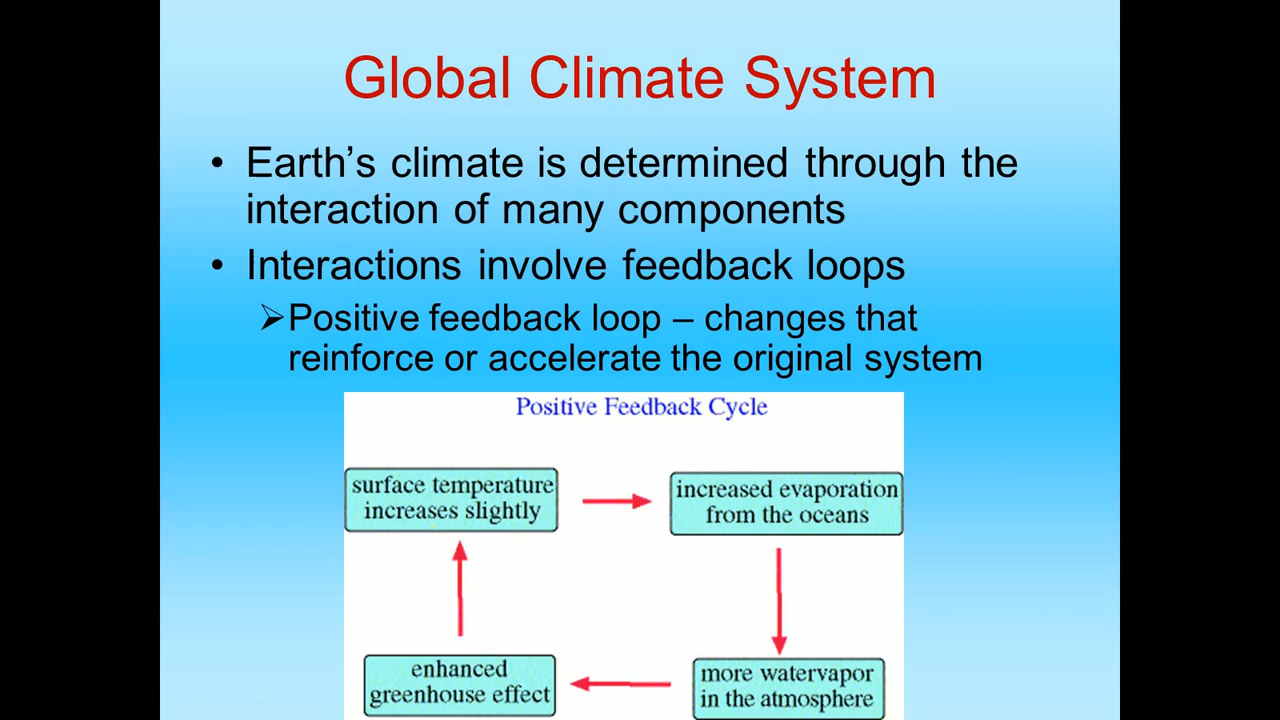 Global Climate System
• Earth’s climate is determined through the
interaction of many components
• Interactions involve feedback loops
➢Positive feedback loop – changes that
reinforce or accelerate the original system
Positive Feedback Cycle
surface temperature
increases slightly
increased evaporation
from the oceans
enhanced
greenhouse effect
more watervapor
in the atmosphere